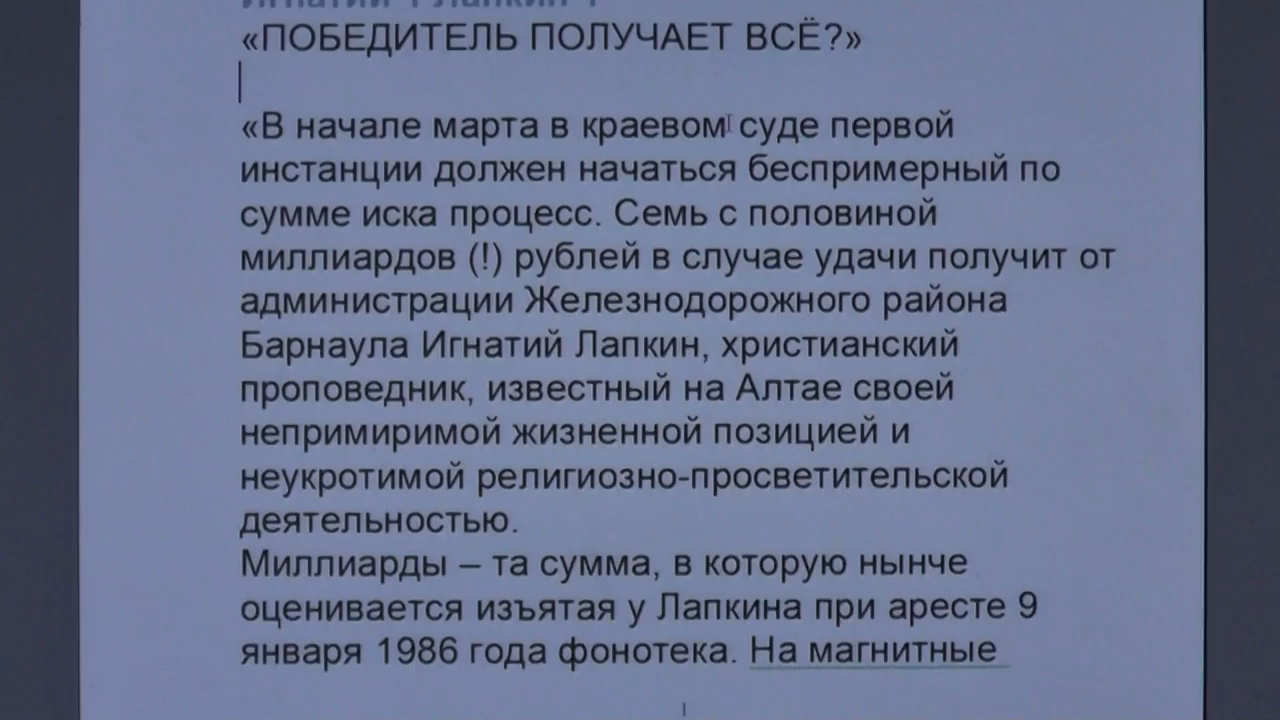 «ПОБЕДИТЕЛЬ ПОЛУЧАЕТ ВСЁ?»
«В начале марта в краевом суде первой
инстанции должен начаться беспримерный по
сумме иска процесс. Семь с половиной
миллиардов (!) рублей в случае удачи получит от
администрации Железнодорожного района
Барнаула Игнатий Лапкин, христианский
проповедник, известный на Алтае своей
непримиримой жизненной позицией и
неукротимой религиозно-просветительской
деятельностью.
Миллиарды – та сумма, в которую нынче
оценивается изъятая у Лапкина при аресте 9
января 1986 года фонотека. На магнитные